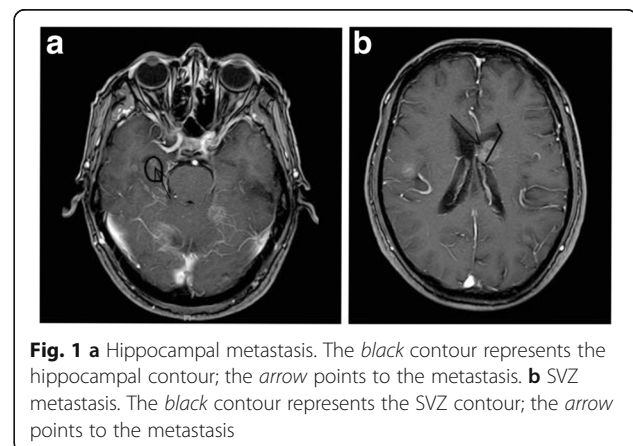 a
b
Fig. 1 a Hippocampal metastasis. The black contour represents the
hippocampal contour; the arrow points to the metastasis. b SVZ
metastasis. The black contour represents the SVZ contour; the arrow
points to the metastasis